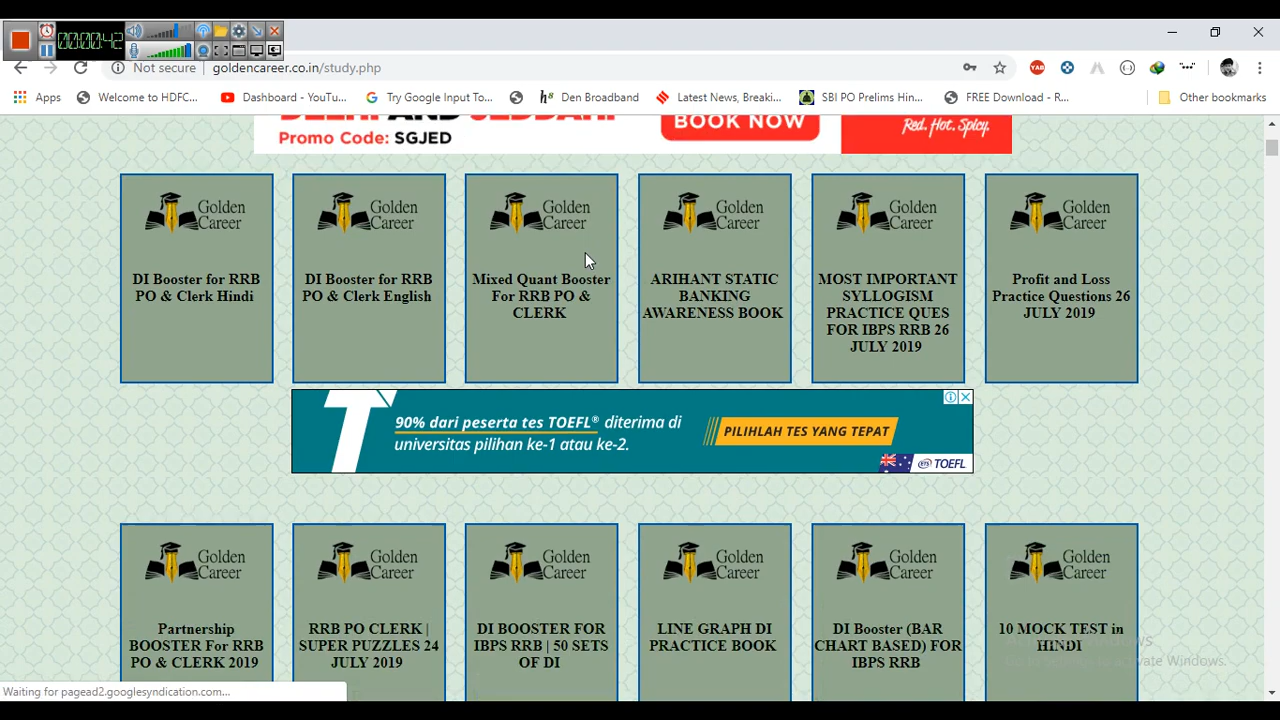 00:00:42
Not secure goldencareer.co.in/study.php
Apps Welcome to HDFC... Dashboard - YouTu... Try Google Input To... Den Broadband Latest News, Breaki... SBI PO Prelims Hin... FREE Download - R... Other bookmarks
Promo Code: SGJED
BOOK NOW
Red. Hot. Spicy.
Golden
Career
DI Booster for RRB
PO & Clerk Hindi
Golden
Career
DI Booster for RRB
PO & Clerk English
Golden
Career
Mixed Quant Booster
For RRB PO &
CLERK
Golden
Career
ARIHANT STATIC
BANKING
AWARENESS BOOK
Golden
Career
MOST IMPORTANT
SYLLOGISM
PRACTICE QUES
FOR IBPS RRB 26
JULY 2019
Golden
Career
Profit and Loss
Practice Questions 26
JULY 2019
90% dari peserta tes TOEFL® diterima di
universitas pilihan ke-1 atau ke-2.
PILIHLAH TES YANG TEPAT
ets TOEFL
Golden
Career
Partnership
BOOSTER For RRB
PO & CLERK 2019
Golden
Career
RRB PO CLERK |
SUPER PUZZLES 24
JULY 2019
Golden
Career
DI BOOSTER FOR
IBPS RRB | 50 SETS
OF DI
Golden
Career
LINE GRAPH DI
PRACTICE BOOK
Golden
Career
DI Booster (BAR
CHART BASED) FOR
IBPS RRB
Golden
Career
10 MOCK TEST in
HINDI
Waiting for pagead2.googlesyndication.com...